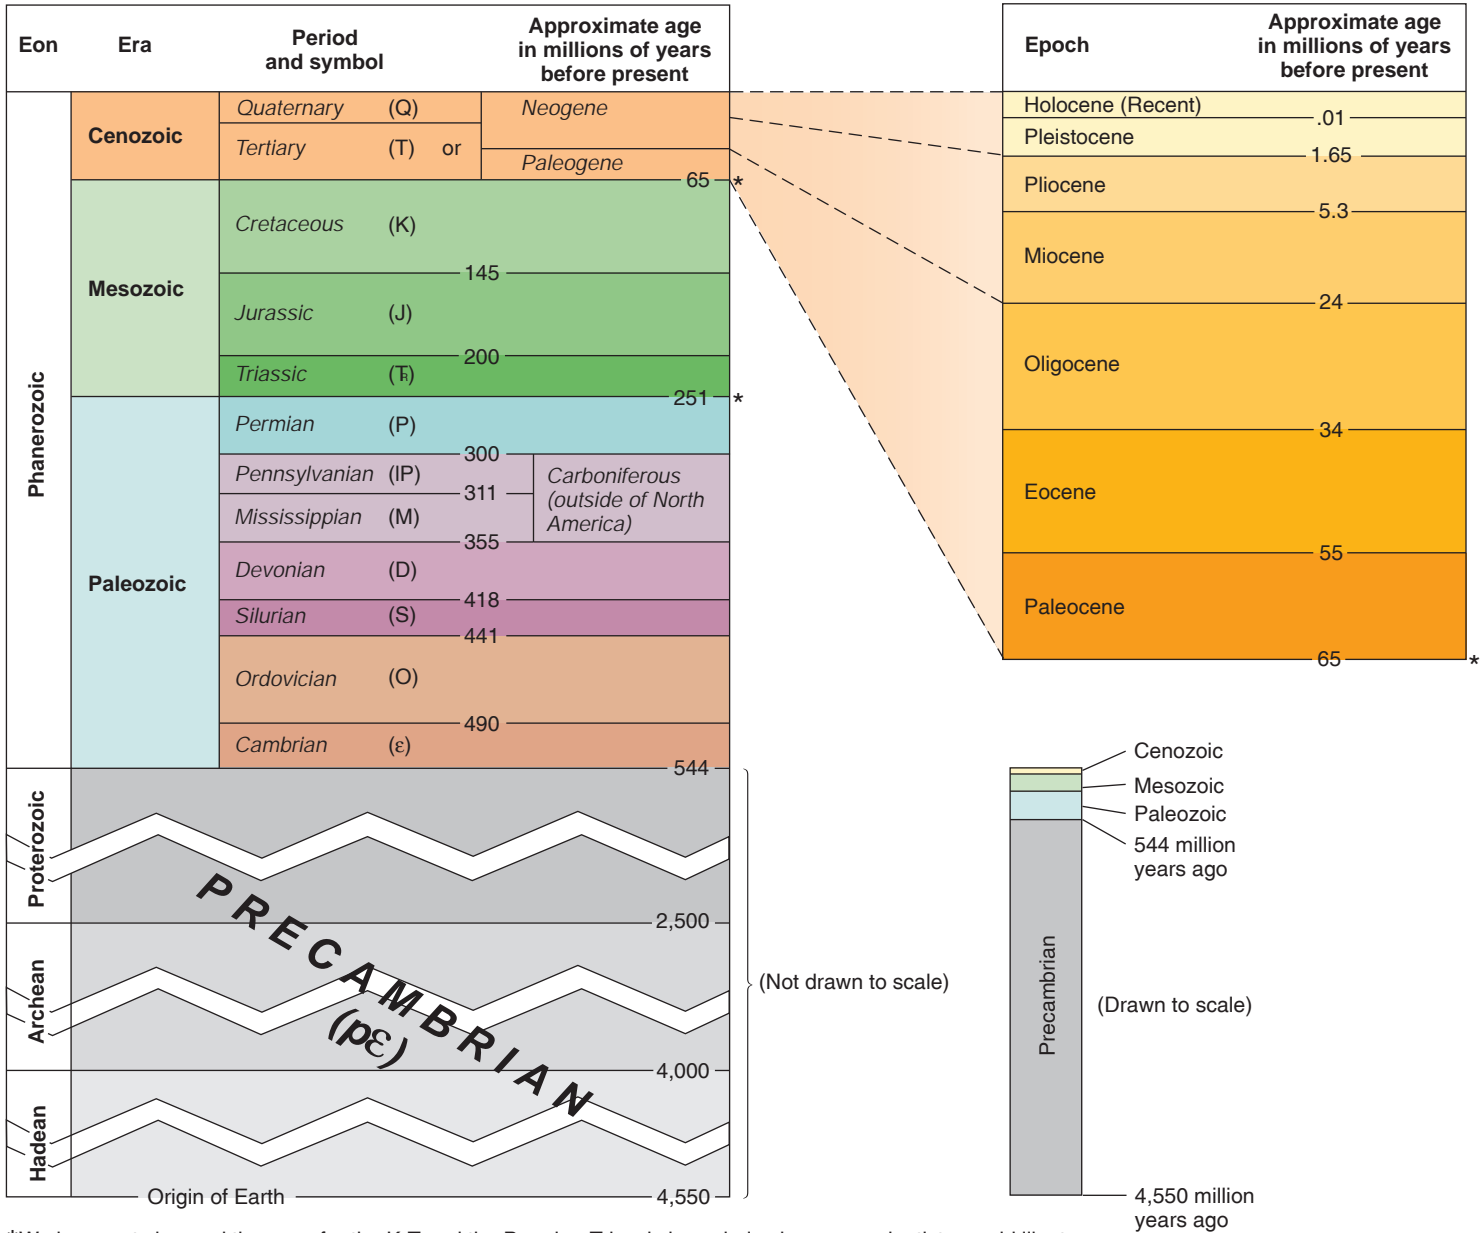 Eon
Era
Period
and symbol
Approximate age
in millions of years
before present
Phanerozoic
Cenozoic
Quaternary (Q)
Tertiary (T) or
Neogene
Paleogene
65 *
Mesozoic
Cretaceous (K)
145
Jurassic (J)
200
Triassic (TR)
251 *
Paleozoic
Permian (P)
300
Pennsylvanian (IP)
311
Mississippian (M)
Carboniferous
(outside of North
America)
355
Devonian (D)
418
Silurian (S)
441
Ordovician (O)
490
Cambrian (ε)
544
Proterozoic
2,500
Archean
4,000
Hadean
PRECAMBRIAN
(pε)
Origin of Earth
4,550
(Not drawn to scale)
Epoch
Approximate age
in millions of years
before present
Holocene (Recent)
.01
Pleistocene
1.65
Pliocene
5.3
Miocene
24
Oligocene
34
Eocene
55
Paleocene
65 *
Cenozoic
Mesozoic
Paleozoic
544 million
years ago
Precambrian
(Drawn to scale)
4,550 million
years ago